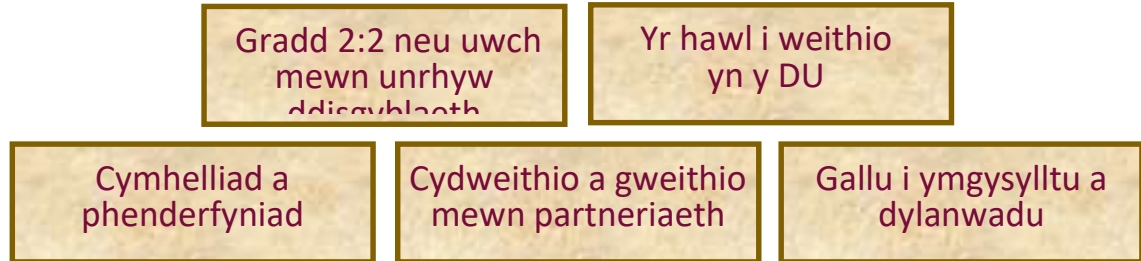 Gradd 2:2 neu uwch
mewn unrhyw
ddisgyblaeth
Yr hawl i weithio
yn y DU
Cymhelliad a
phenderfyniad
Cydweithio a gweithio
mewn partneriaeth
Gallu i ymgysylltu a
dylanwadu